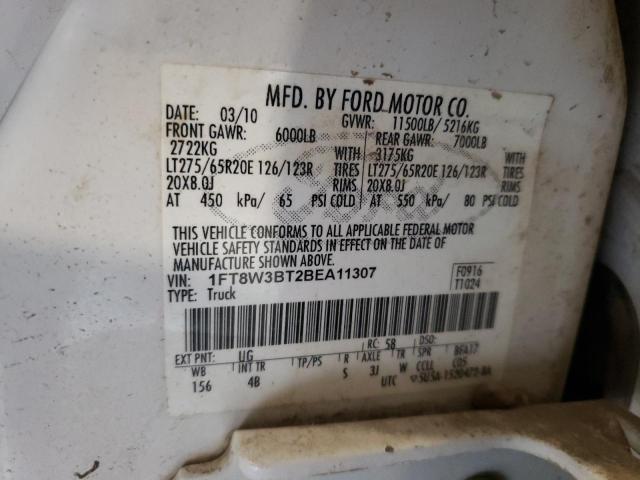 MFD. BY FORD MOTOR CO.
DATE: 03/10 GVWR: 11500LB/ 5216KG
FRONT GAWR: 6000LB REAR GAWR: 7000LB
2722KG WITH 3175KG WITH
LT275/65R20E 126/123R TIRES LT275/65R20E 126/123R TIRES
20X8.0J RIMS 20X8.0J RIMS
AT 450 kPa/ 65 PSI COLD AT 550 kPa/ 80 PSI COLD
THIS VEHICLE CONFORMS TO ALL APPLICABLE FEDERAL MOTOR
VEHICLE SAFETY STANDARDS IN EFFECT ON THE DATE OF
MANUFACTURE SHOWN ABOVE.
VIN: 1FT8W3BT2BEA11307 F0916
TYPE: Truck T1024
RC: 58 DSO:
EXT PNT: UG
WB INT TR TP/PS R AXLE TR SPR
156 4B S 3J W CCLL
UTC